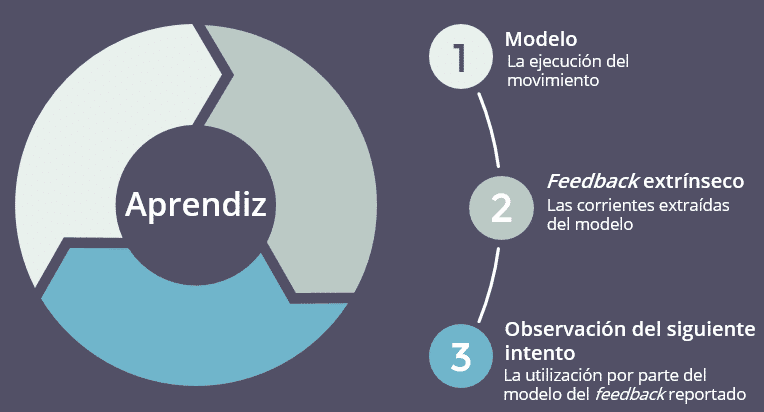 Aprendiz
1
Modelo
La ejecución del
movimiento
2
Feedback extrínseco
Las corrientes extraídas
del modelo
3
Observación del siguiente
intento
La utilización por parte del
modelo del feedback reportado